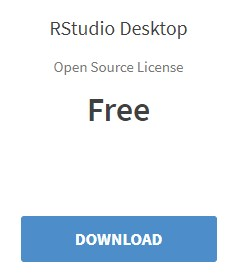 RStudio Desktop
Open Source License
Free
DOWNLOAD